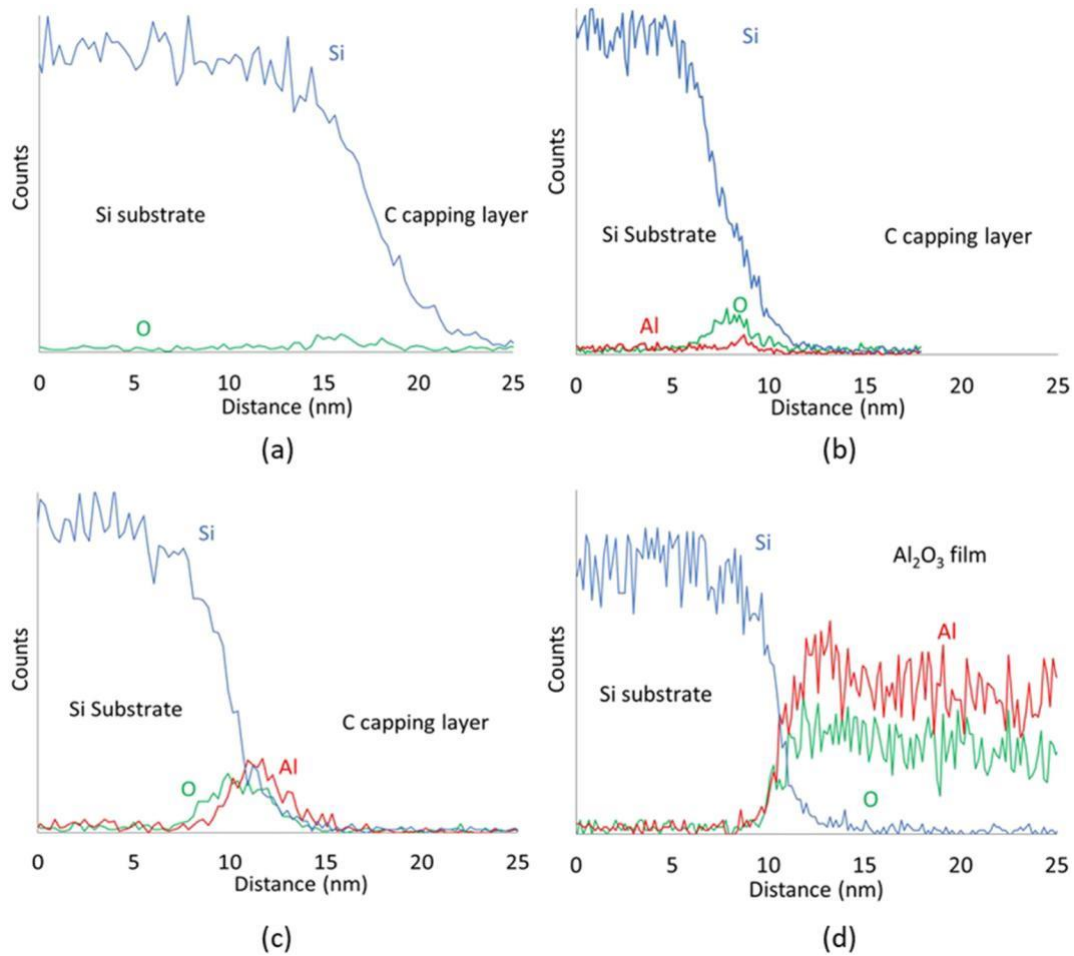 Si
Counts
Si substrate
C capping layer
O
0 5 10 15 20 25
Distance (nm)
(a)
Si
Counts
Si Substrate
C capping layer
O
Al
0 5 10 15 20 25
Distance (nm)
(b)
Si
Counts
Si Substrate
C capping layer
O
Al
0 5 10 15 20 25
Distance (nm)
(c)
Si
Al₂O₃ film
Counts
Al
Si substrate
O
0 5 10 15 20 25
Distance (nm)
(d)